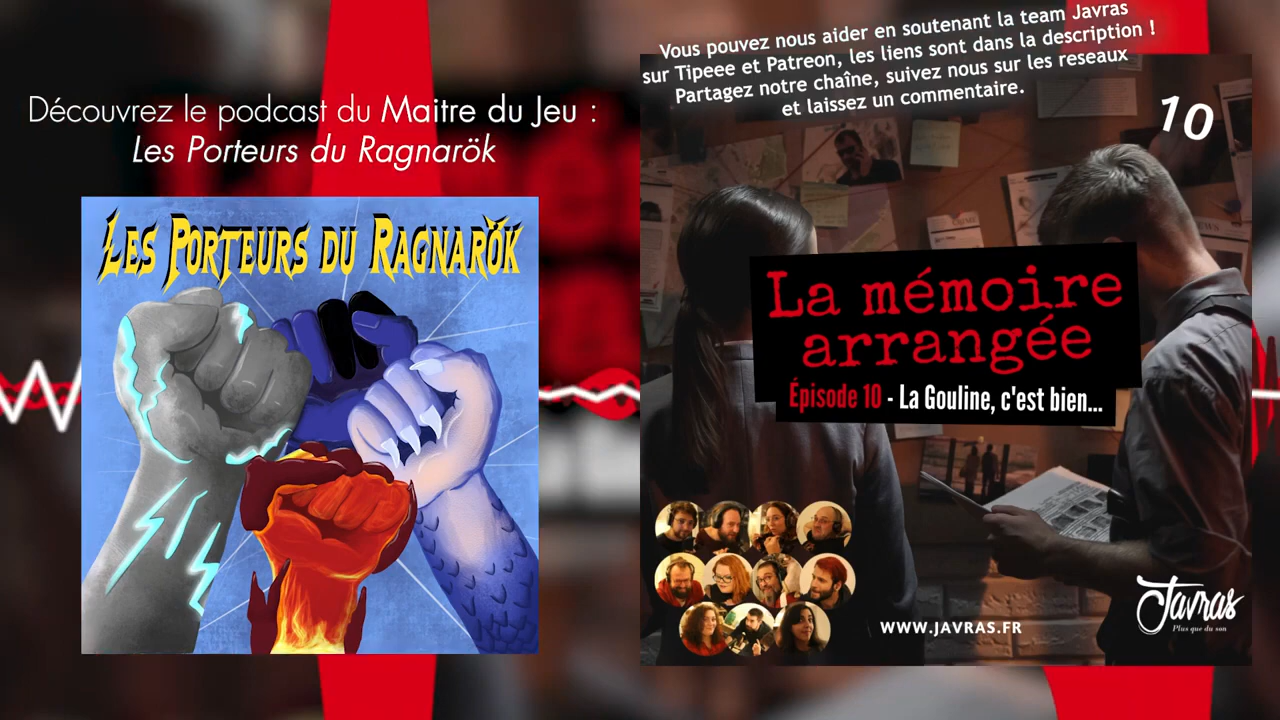 Découvrez le podcast du Maitre du Jeu :
Les Porteurs du Ragnarök
LES PORTEURS DU RAGNARÖK
Vous pouvez nous aider en soutenant la team Javras
sur Tipeee et Patreon, les liens sont dans la description !
Partagez notre chaîne, suivez nous sur les reseaux
et laissez un commentaire.
10
La mémoire
arrangée
Épisode 10 - La Gouline, c'est bien...
WWW.JAVRAS.FR
Javras
Plus que du son